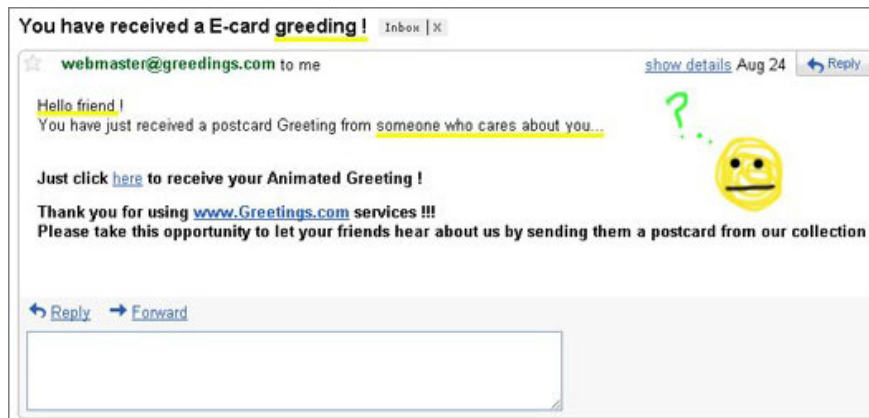 You have received a E-card greeding ! Inbox | X
webmaster@greedings.com to me show details Aug 24 Reply
Hello friend !
You have just received a postcard Greeting from someone who cares about you...
?..
Just click here to receive your Animated Greeting !
Thank you for using www.Greetings.com services !!!
Please take this opportunity to let your friends hear about us by sending them a postcard from our collection
Reply Forward